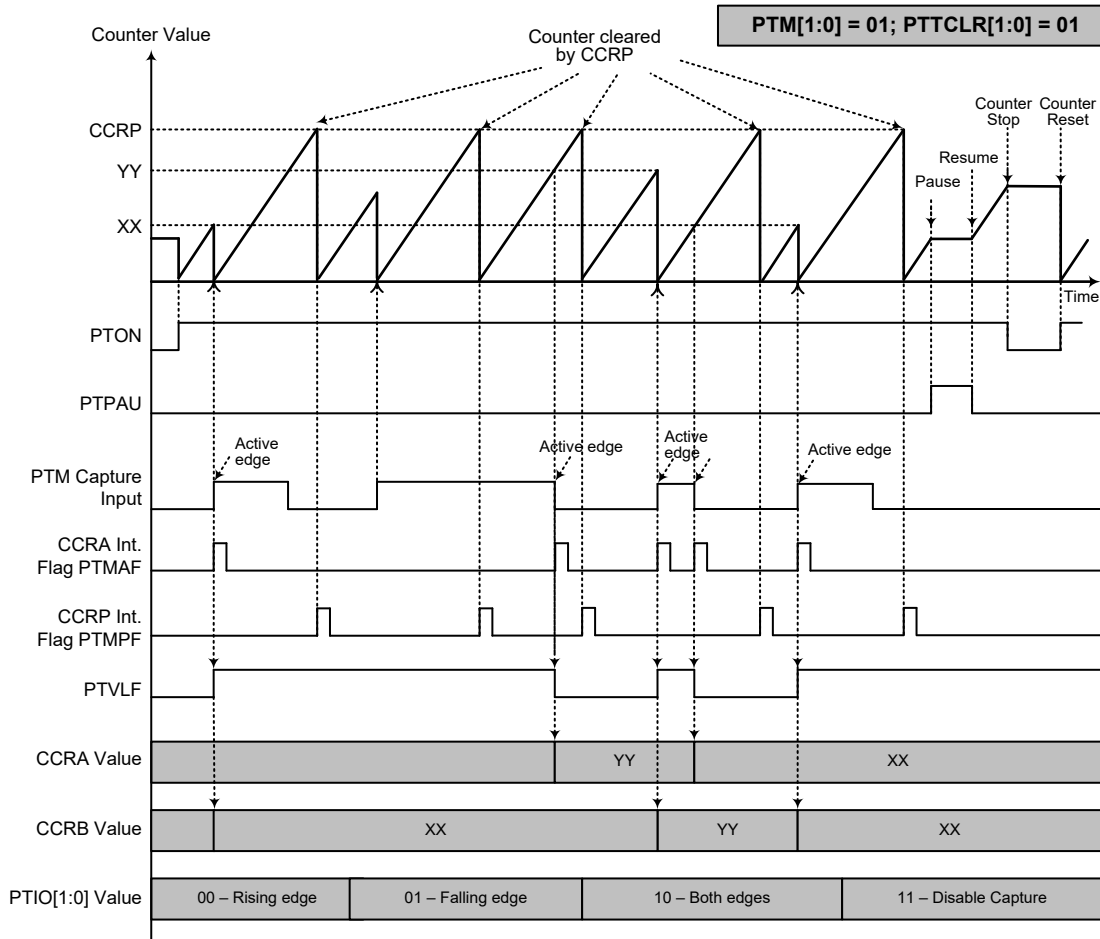 PTM[1:0] = 01; PTTCLR[1:0] = 01
Counter Value
Counter cleared
by CCRP
Counter
Stop
Counter
Reset
CCRP
YY
Resume
Pause
XX
Time
PTON
PTPAU
Active
edge
Active edge
Active
edge
Active edge
PTM Capture
Input
CCRA Int.
Flag PTMAF
CCRP Int.
Flag PTMPF
PTVLF
CCRA Value
YY
XX
CCRB Value
XX
YY
XX
PTIO[1:0] Value
00 – Rising edge
01 – Falling edge
10 – Both edges
11 – Disable Capture